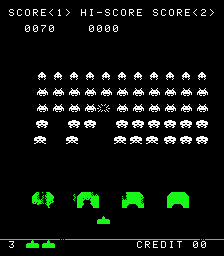 SCORE<1> HI-SCORE SCORE<2>
0070 0000
3 CREDIT 00